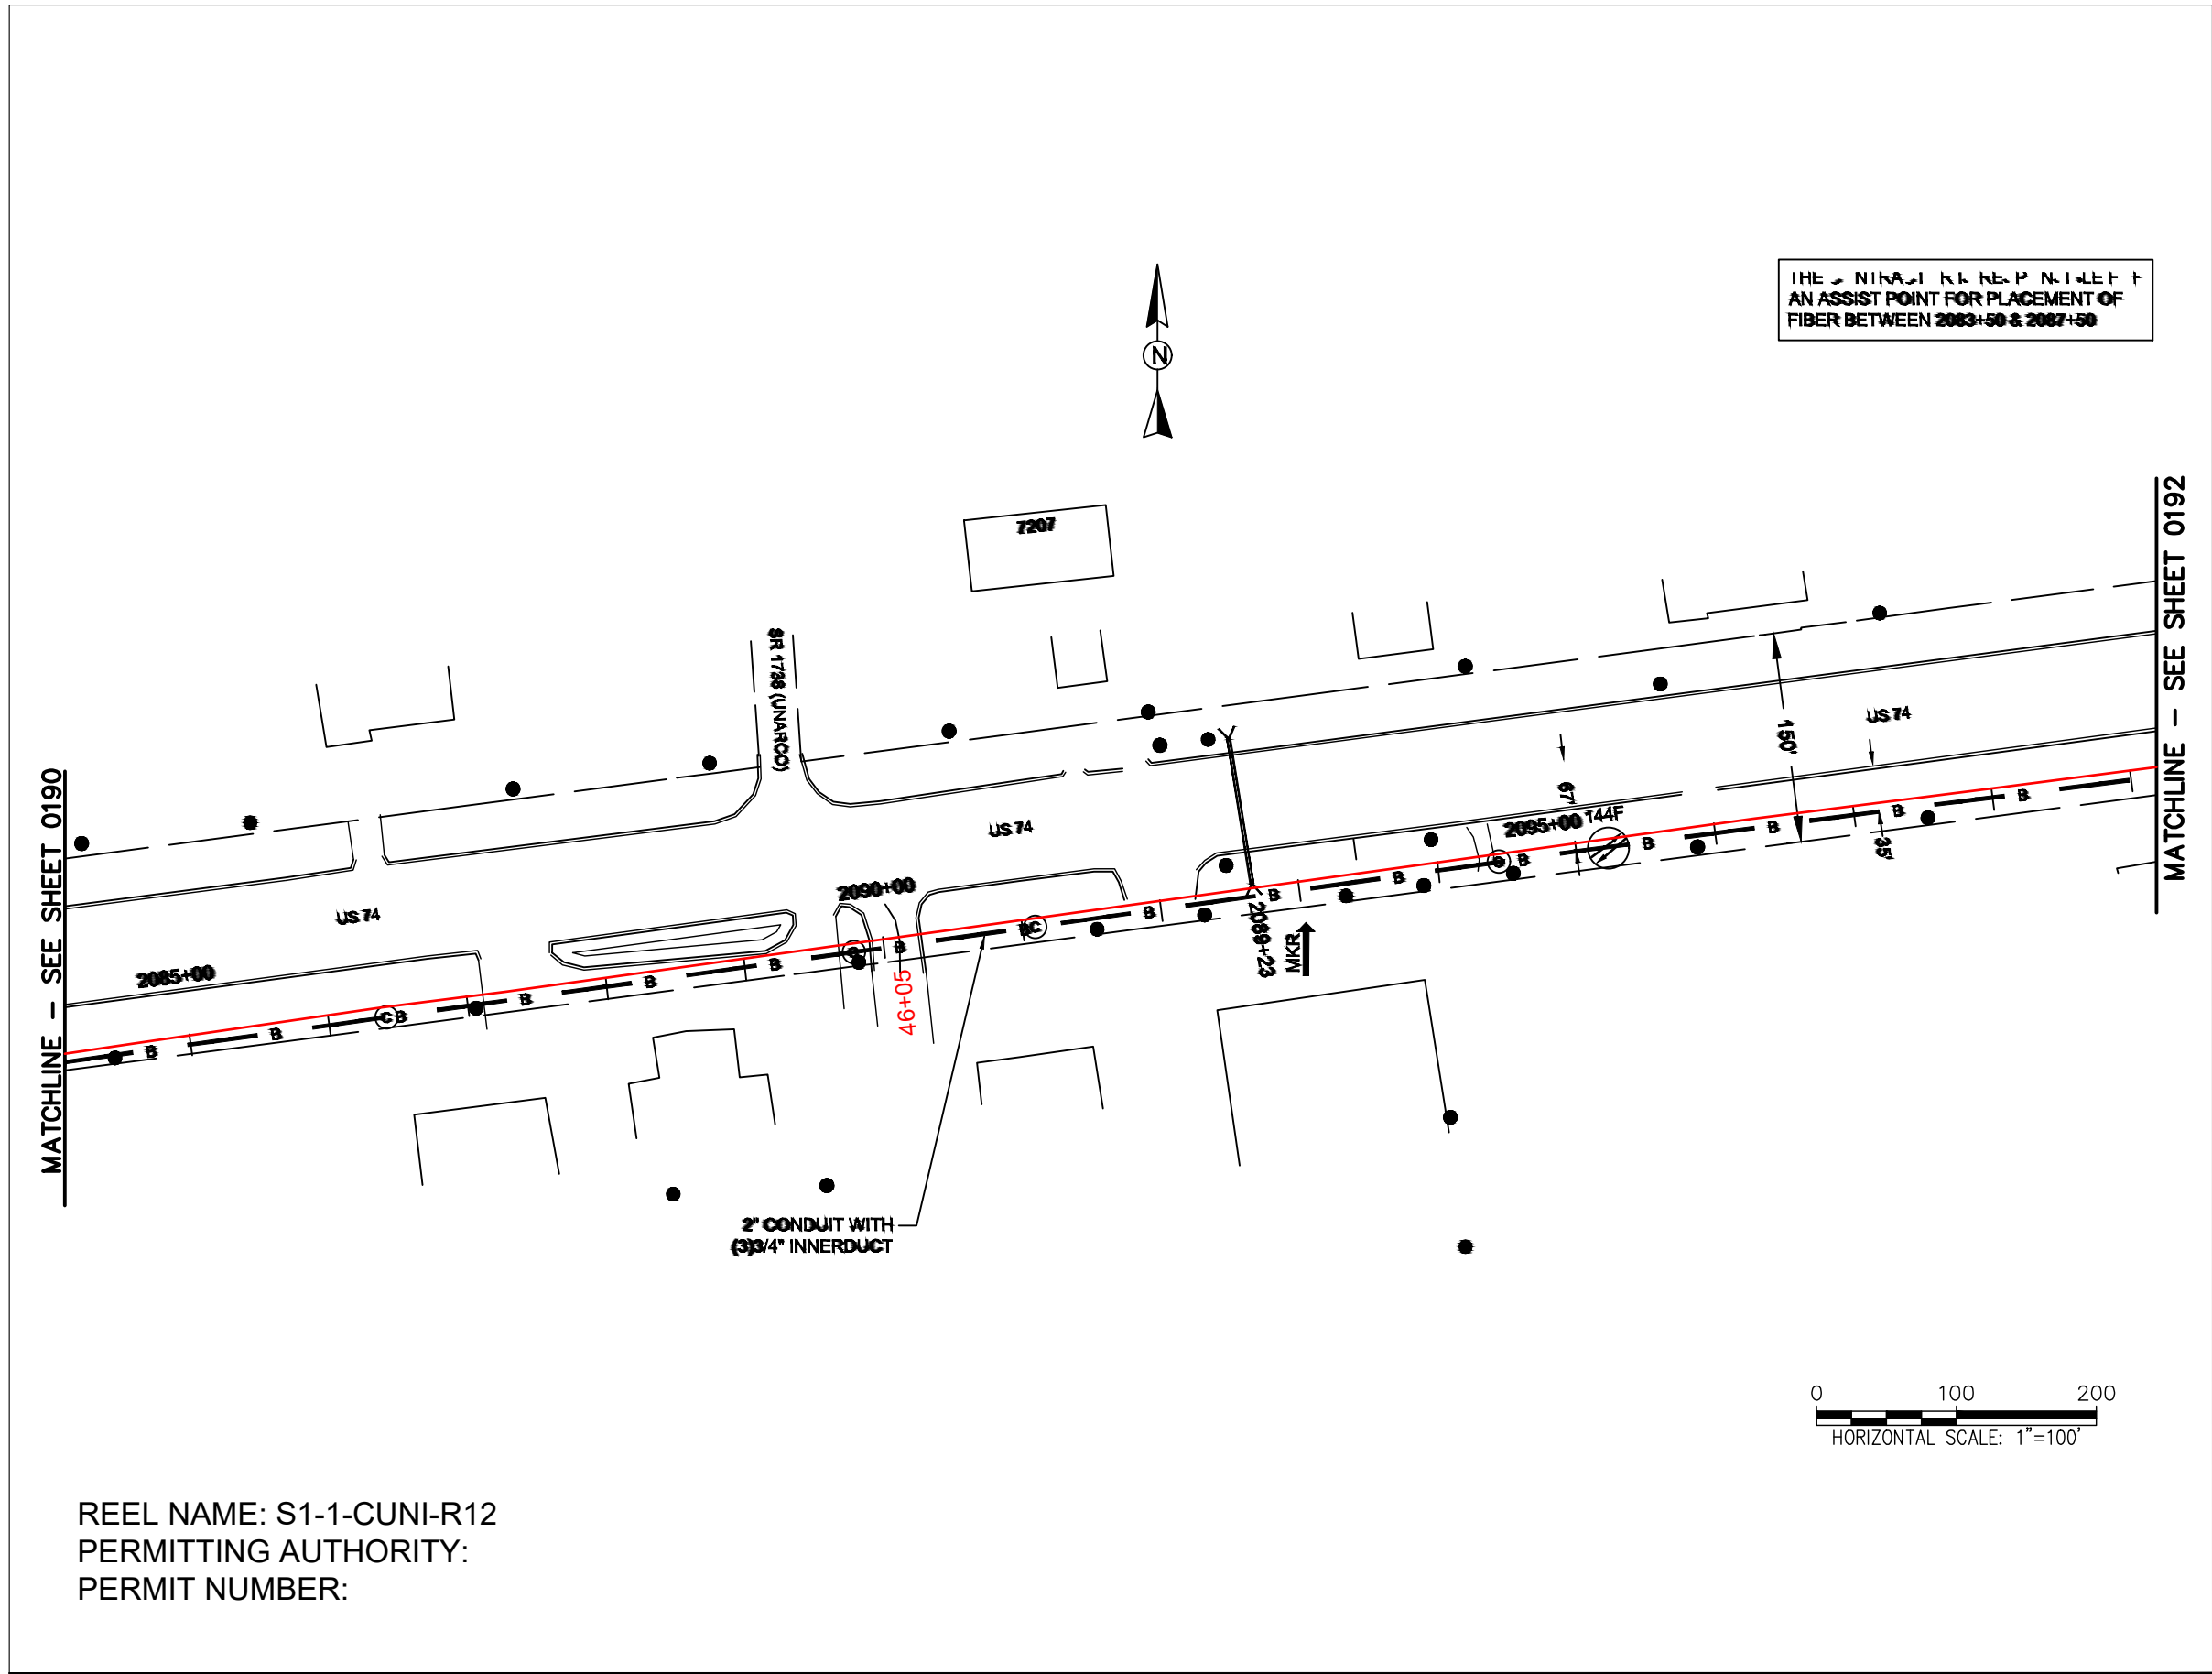 AN ASSIST POINT FOR PLACEMENT OF
FIBER BETWEEN 2083+50 & 2087+50
N
7207
SR 1738 (UNARCO)
US 74
150'
67'
2095+00 144F
35'
US 74
2090+00
US 74
2085+00
B
B
C B
B
B
B
C
B
B C
B
B
B
C
B
B
B
B
B
2089+23
MKR
46+05
2" CONDUIT WITH
(3)3/4" INNERDUCT
MATCHLINE - SEE SHEET 0190
MATCHLINE - SEE SHEET 0192
0 100 200
HORIZONTAL SCALE: 1"=100'
REEL NAME: S1-1-CUNI-R12
PERMITTING AUTHORITY:
PERMIT NUMBER: